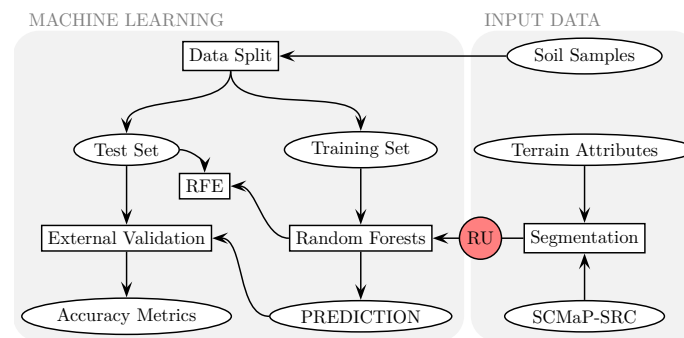 MACHINE LEARNING
INPUT DATA
Data Split
Soil Samples
Test Set
Training Set
Terrain Attributes
RFE
External Validation
Random Forests
RU
Segmentation
Accuracy Metrics
PREDICTION
SCMaP-SRC